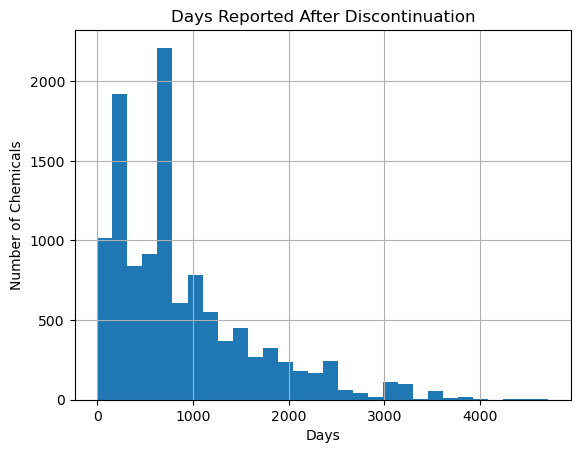 Days Reported After Discontinuation
Number of Chemicals
2000
1500
1000
500
0
0 1000 2000 3000 4000
Days